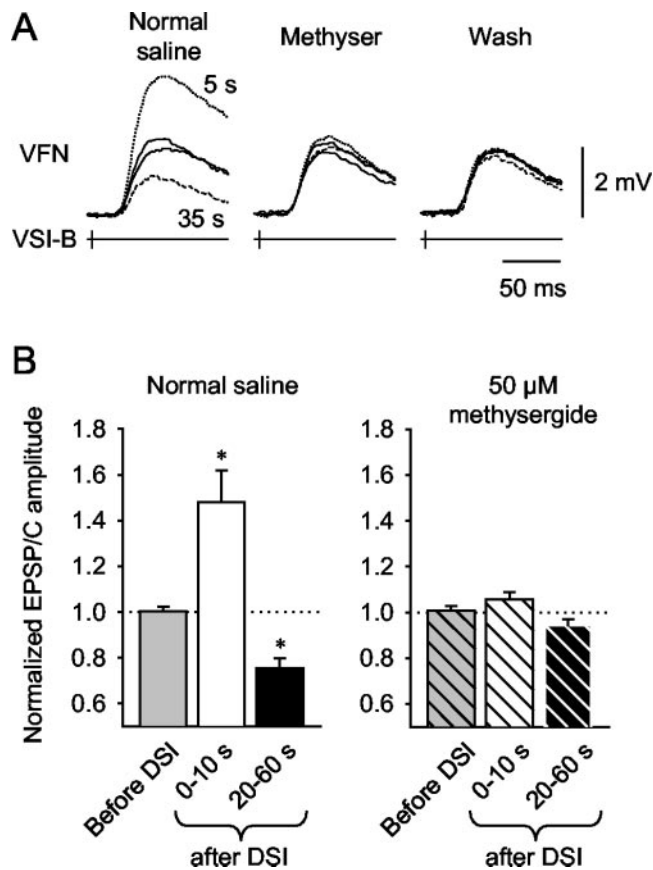 A
Normal saline
Methyser
Wash
5 s
VFN
35 s
2 mV
VSI-B
50 ms
B
Normal saline
50 µM
methysergide
Normalized EPSP/C amplitude
1.8
1.6
1.4
1.2
1.0
0.8
0.6
*
*
Before DSI
0-10 s
20-60 s
after DSI
1.8
1.6
1.4
1.2
1.0
0.8
0.6
Before DSI
0-10 s
20-60 s
after DSI